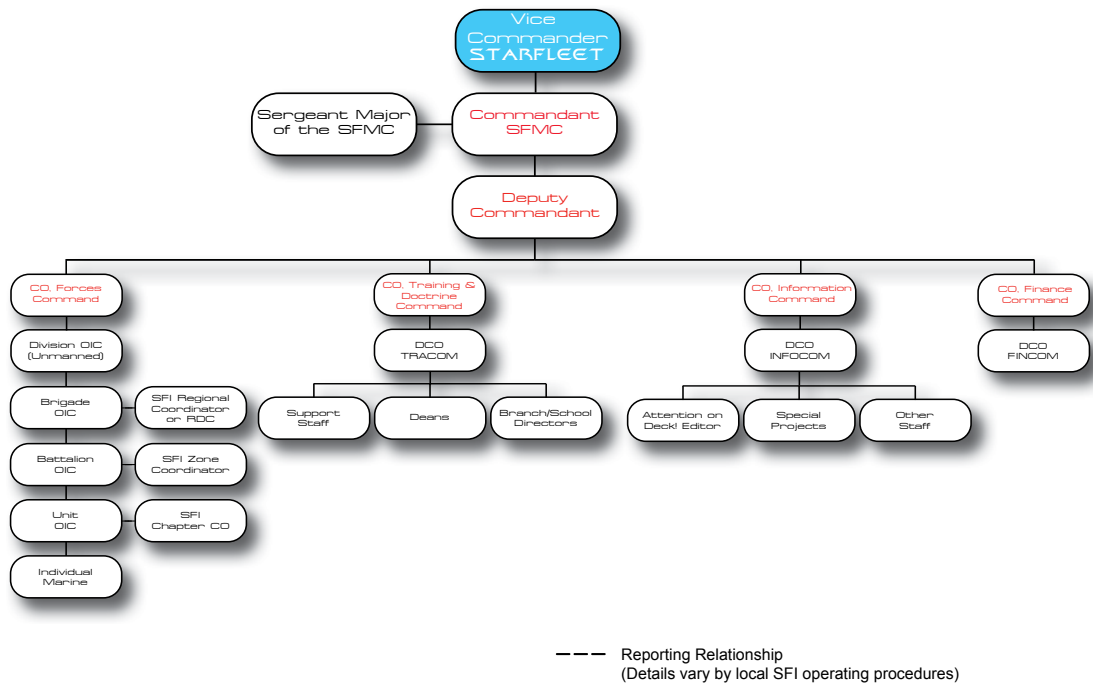 Vice
Commander
STARFLEET
Sergeant Major
of the SFMC
Commandant
SFMC
Deputy
Commandant
CO, Forces
Command
CO, Training &
Doctrine
Command
CO, Information
Command
CO, Finance
Command
Division OIC
(Unmanned)
DCO
TRACOM
DCO
INFOCOM
DCO
FINCOM
Brigade
OIC
SFI Regional
Coordinator
or RDC
Support
Staff
Deans
Branch/School
Directors
Attention on
Deck! Editor
Special
Projects
Other
Staff
Battalion
OIC
SFI Zone
Coordinator
Unit
OIC
SFI
Chapter CO
Individual
Marine
Reporting Relationship
(Details vary by local SFI operating procedures)